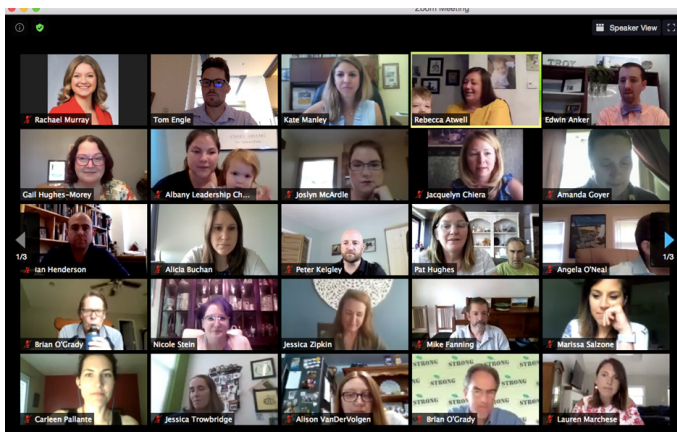 Zoom Meeting
Speaker View
Rachael Murray
Tom Engle
Kate Manley
Rebecca Atwell
Edwin Anker
TROY
Gail Hughes-Morey
Albany Leadership Ch...
Joslyn McArdle
Jacquelyn Chiera
Amanda Goyer
1/3
Ian Henderson
Alicia Buchan
Peter Keigley
Pat Hughes
Angela O'Neal
1/3
Brian O'Grady
Nicole Stein
Jessica Zipkin
Mike Fanning
Marissa Salzone
Carleen Pallante
Jessica Trowbridge
Alison VanDerVolgen
STRONG
STRONG
STRONG
Brian O'Grady
Lauren Marchese